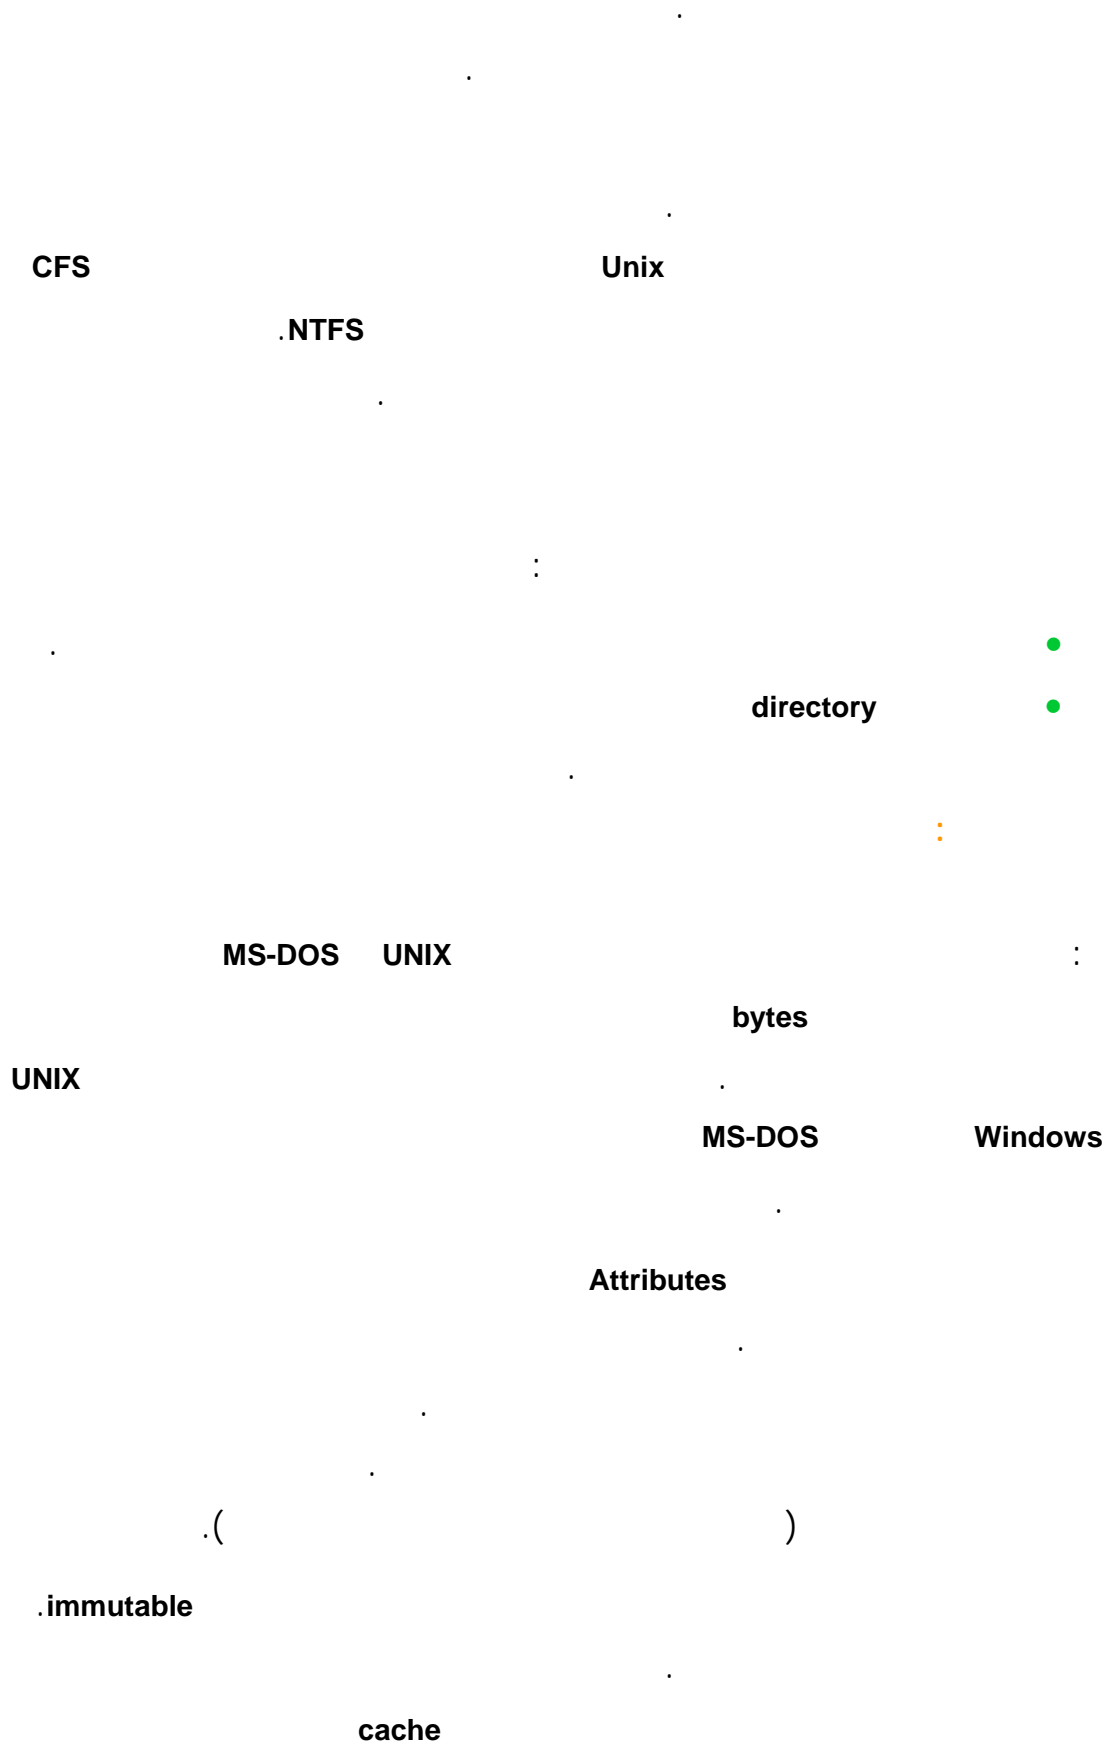 .
.
.
Unix CFS
NTFS.
.
:
• .
• directory
.
:
: UNIX MS-DOS
bytes
. UNIX
Windows MS-DOS
.
Attributes
.
.
.
( ).
immutable.
.
cache